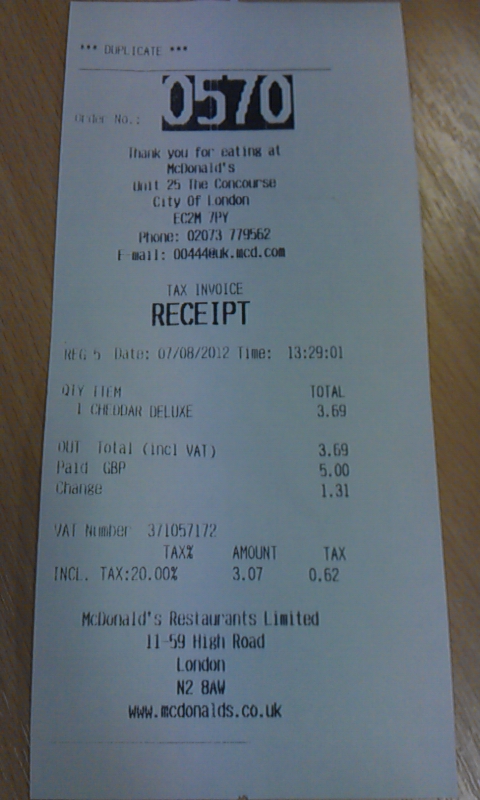 *** DUPLICATE ***
Order No.: 0570
Thank you for eating at
McDonald's
Unit 25 The Concourse
City Of London
EC2M 7PY
Phone: 02073 779562
E-mail: 00444@uk.mcd.com
TAX INVOICE
RECEIPT
REG 5 Date: 07/08/2012 Time: 13:29:01
QTY ITEM TOTAL
1 CHEDDAR DELUXE 3.69
OUT Total (incl VAT) 3.69
Paid GBP 5.00
Change 1.31
VAT Number 371057172
TAX% AMOUNT TAX
INCL. TAX:20.00% 3.07 0.62
McDonald's Restaurants Limited
11-59 High Road
London
N2 8AW
www.mcdonalds.co.uk